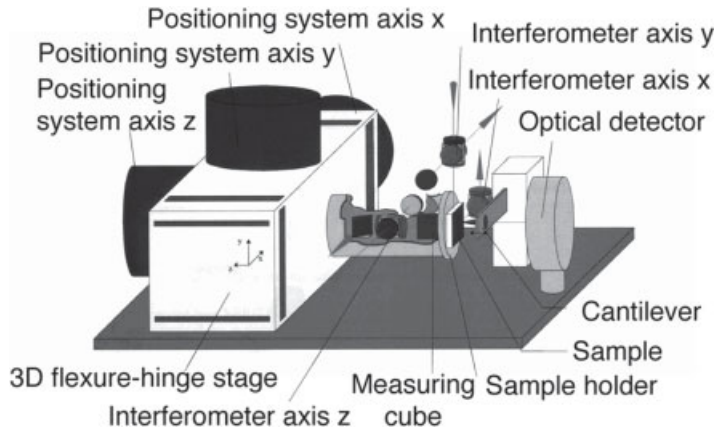 Positioning system axis x
Positioning system axis y
Positioning
system axis z
Interferometer axis y
Interferometer axis x
Optical detector
y
z
x
Cantilever
Sample
3D flexure-hinge stage
Measuring
cube
Sample holder
Interferometer axis z